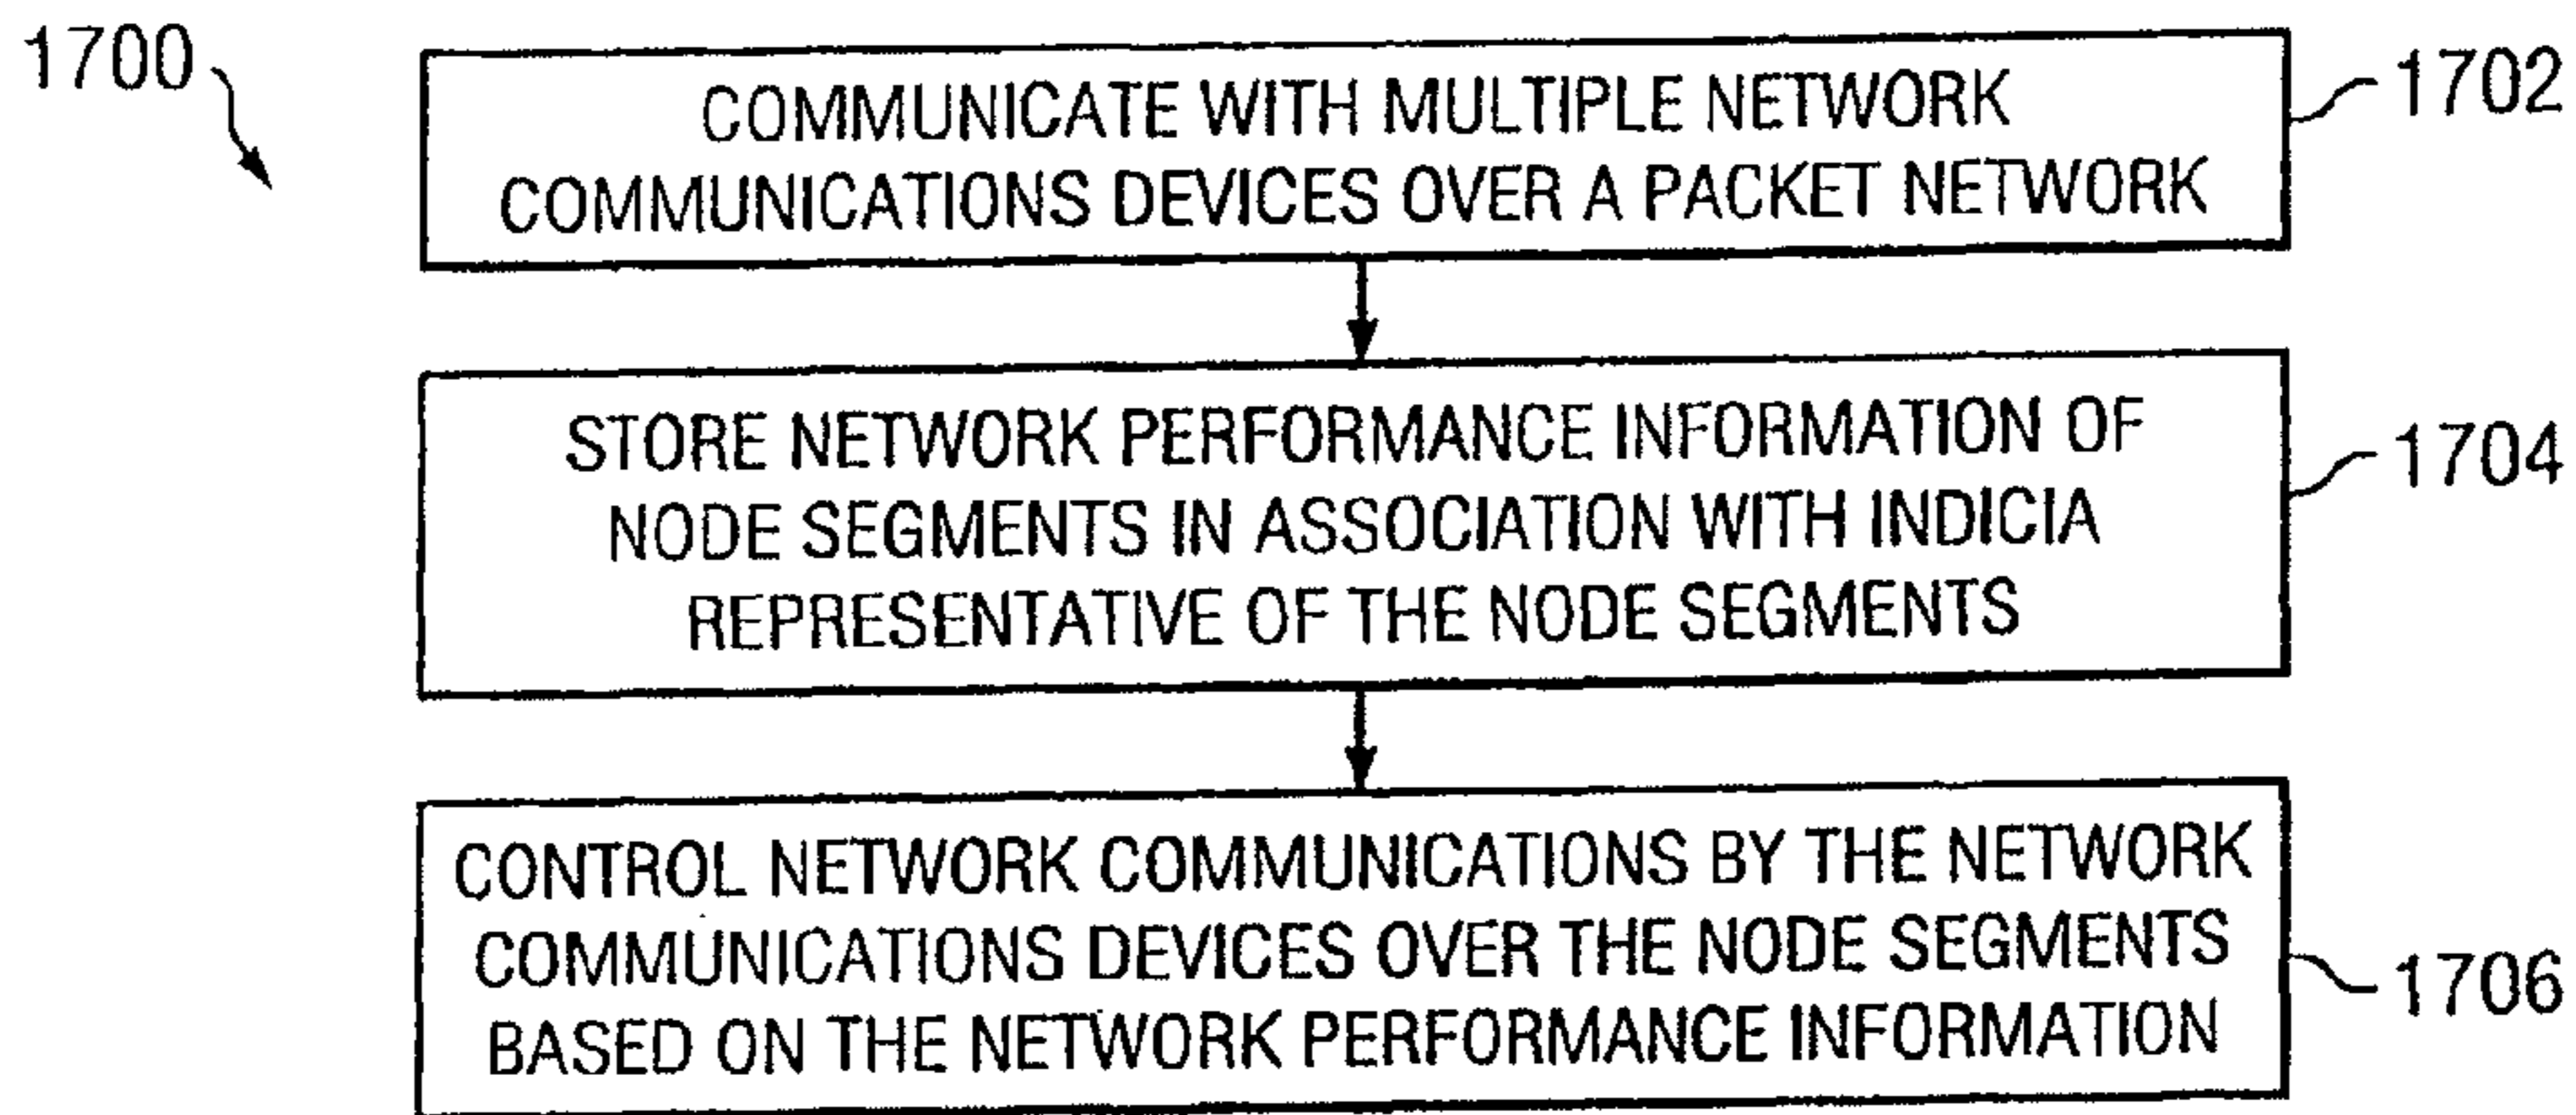 1700
COMMUNICATE WITH MULTIPLE NETWORK
COMMUNICATIONS DEVICES OVER A PACKET NETWORK
1702
STORE NETWORK PERFORMANCE INFORMATION OF
NODE SEGMENTS IN ASSOCIATION WITH INDICIA
REPRESENTATIVE OF THE NODE SEGMENTS
1704
CONTROL NETWORK COMMUNICATIONS BY THE NETWORK
COMMUNICATIONS DEVICES OVER THE NODE SEGMENTS
BASED ON THE NETWORK PERFORMANCE INFORMATION
1706